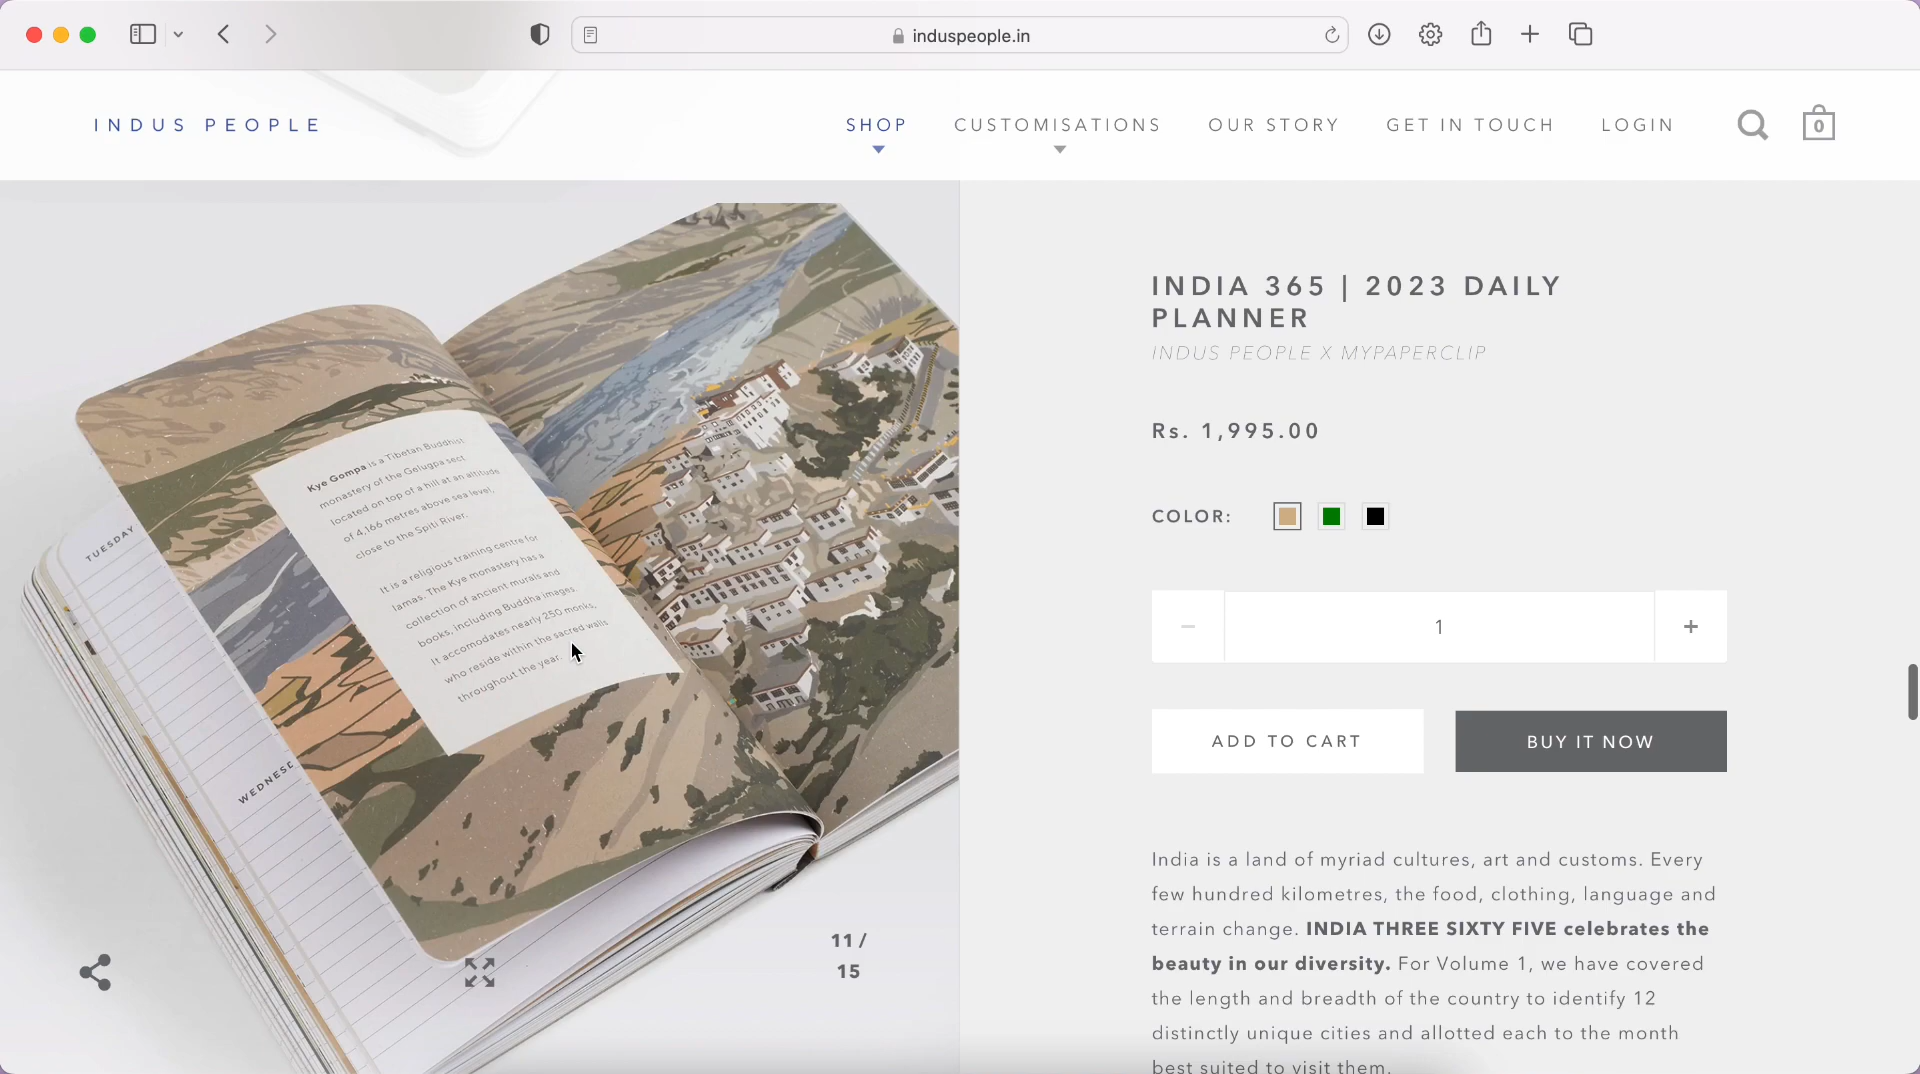 induspeople.in
INDUS PEOPLE
SHOP
CUSTOMISATIONS
OUR STORY
GET IN TOUCH
LOGIN
0
TUESDAY
WEDNESD
Kye Gompa is a Tibetan Buddhist
monastery of the Gelugpa sect
located on top of a hill at an altitude
of 4,166 metres above sea level,
close to the Spiti River.
It is a religious training centre for
lamas. The Kye monastery has a
collection of ancient murals and
books, including Buddha images.
It accomodates nearly 250 monks,
who reside within the sacred walls
throughout the year.
11 /
15
INDIA 365 | 2023 DAILY
PLANNER
INDUS PEOPLE X MYPAPERCLIP
Rs. 1,995.00
COLOR:
− 1 +
ADD TO CART
BUY IT NOW
India is a land of myriad cultures, art and customs. Every
few hundred kilometres, the food, clothing, language and
terrain change. INDIA THREE SIXTY FIVE celebrates the
beauty in our diversity. For Volume 1, we have covered
the length and breadth of the country to identify 12
distinctly unique cities and allotted each to the month
best suited to visit them.